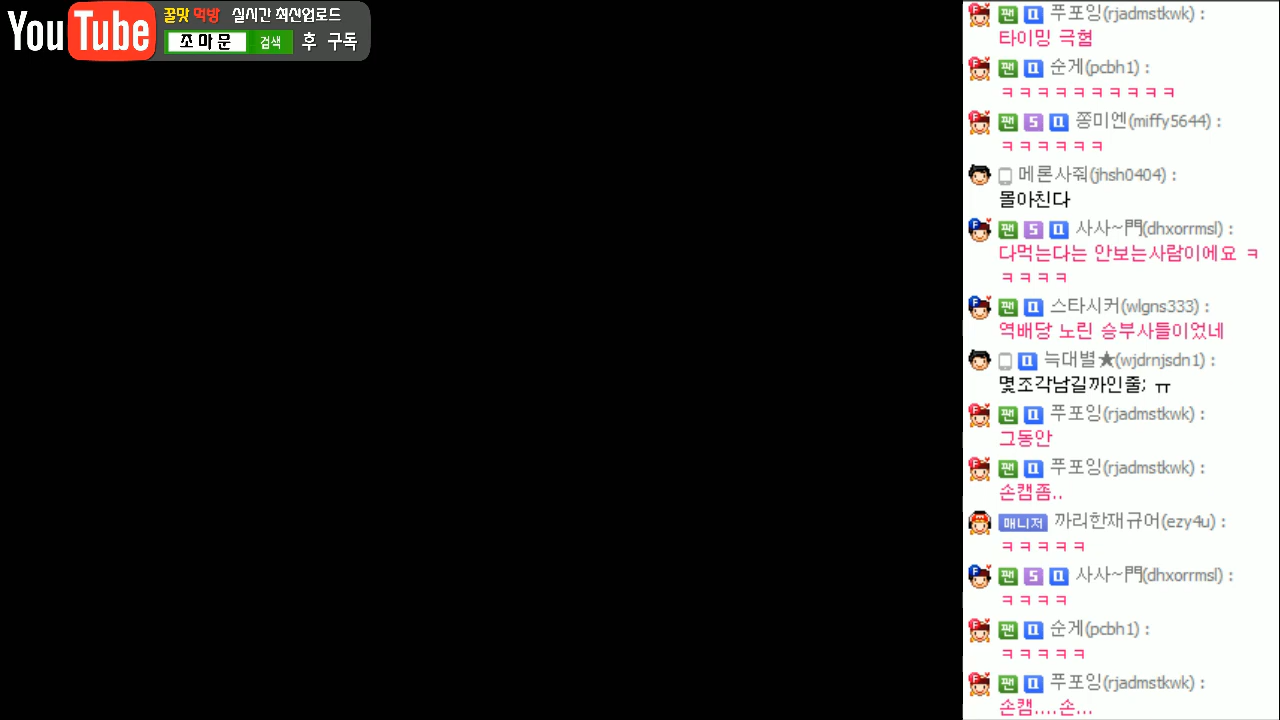 YouTube
꿀맛 먹방 실시간 최신업로드
소마문 검색 후 구독
팬 푸포잉(rjadmstkwk) :
타이밍 극혐
팬 순게(pcbh1) :
ㅋㅋㅋㅋㅋㅋㅋㅋㅋㅋ
팬 S 쫑미엔(miffy5644) :
ㅋㅋㅋㅋㅋㅋ
메론사줘(jhsh0404) :
몰아친다
팬 S 사사~門(dhxorrmsl) :
다먹는다는 안보는사람이에요 ㅋ
ㅋㅋㅋㅋ
팬 스타시커(wlgns333) :
역배당 노린 승부사들이었네
늑대별★(wjdrnjsdn1) :
몇조각남길까인줄; ㅠ
팬 푸포잉(rjadmstkwk) :
그동안
팬 푸포잉(rjadmstkwk) :
손캠좀..
매니저 까리한재규어(ezy4u) :
ㅋㅋㅋㅋㅋ
팬 S 사사~門(dhxorrmsl) :
ㅋㅋㅋㅋ
팬 순게(pcbh1) :
ㅋㅋㅋㅋㅋ
팬 푸포잉(rjadmstkwk) :
손캠....손...